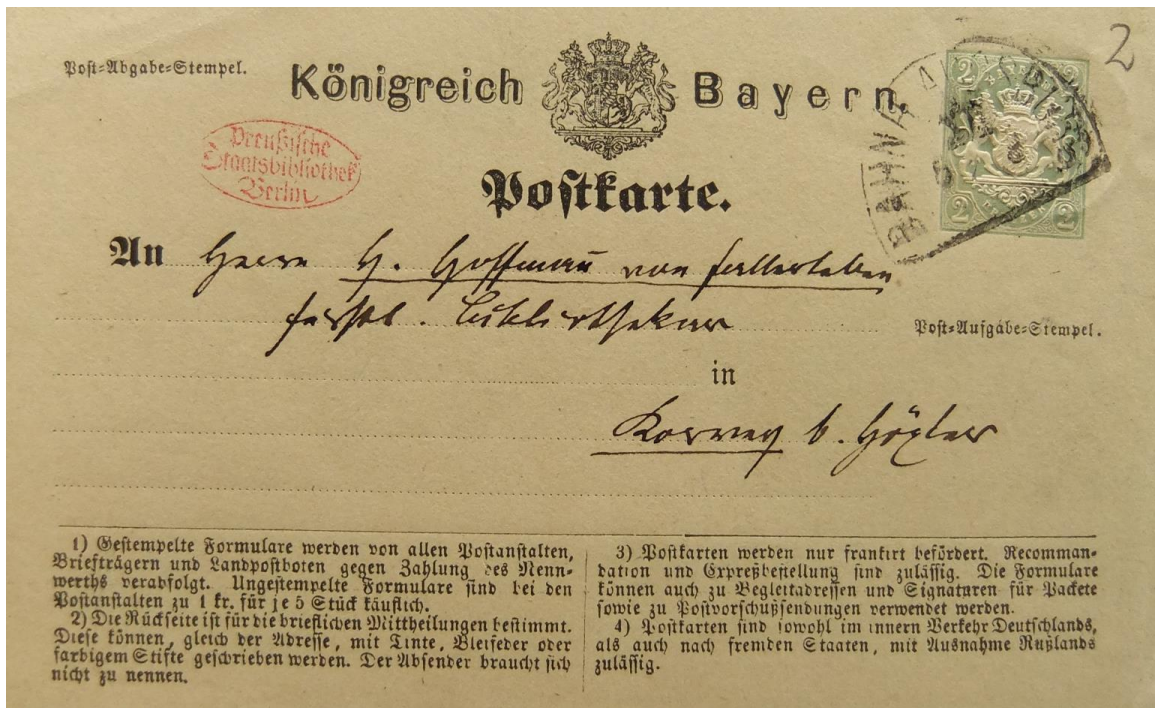 2
Post-Abgabe-Stempel.
Königreich Bayern.
Preußische
Staatsbibliothek
Berlin
Postkarte.
An Herrn H. Hoffmann von Fallersleben
Bibliothekar
Post-Aufgabe-Stempel.
in
Korvey b. Höxter
1) Gestempelte Formulare werden von allen Postanstalten,
Briefträgern und Landpostboten gegen Zahlung des Nenn-
werths verabfolgt. Ungestempelte Formulare sind bei den
Postanstalten zu 1 kr. für je 5 Stück käuflich.
2) Die Rückseite ist für die brieflichen Mittheilungen bestimmt.
Diese können, gleich der Adresse, mit Tinte, Bleifeder oder
farbigem Stifte geschrieben werden. Der Absender braucht sich
nicht zu nennen.
3) Postkarten werden nur frankirt befördert. Recomman-
dation und Expreßbestellung sind zulässig. Die Formulare
können auch zu Begleitadressen und Signaturen für Packete
sowie zu Postvorschußsendungen verwendet werden.
4) Postkarten sind sowohl im innern Verkehr Deutschlands,
als auch nach fremden Staaten, mit Ausnahme Rußlands
zulässig.